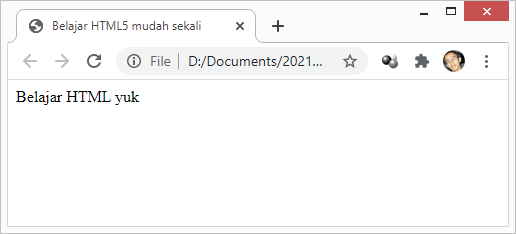 Belajar HTML5 mudah sekali
File D:/Documents/2021...
Belajar HTML yuk